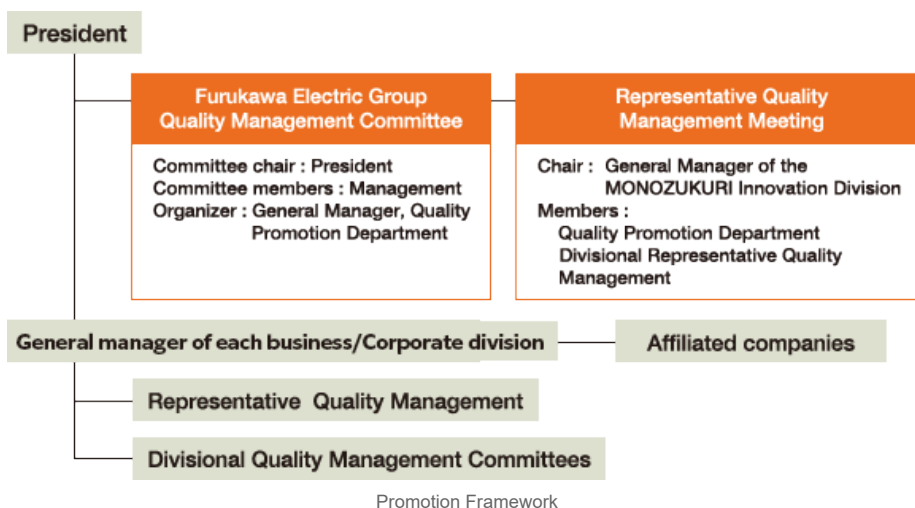 President
Furukawa Electric Group
Quality Management Committee
Committee chair : President
Committee members : Management
Organizer : General Manager, Quality
Promotion Department
Representative Quality
Management Meeting
Chair : General Manager of the
MONOZUKURI Innovation Division
Members :
Quality Promotion Department
Divisional Representative Quality
Management
General manager of each business/Corporate division
Affiliated companies
Representative Quality Management
Divisional Quality Management Committees
Promotion Framework